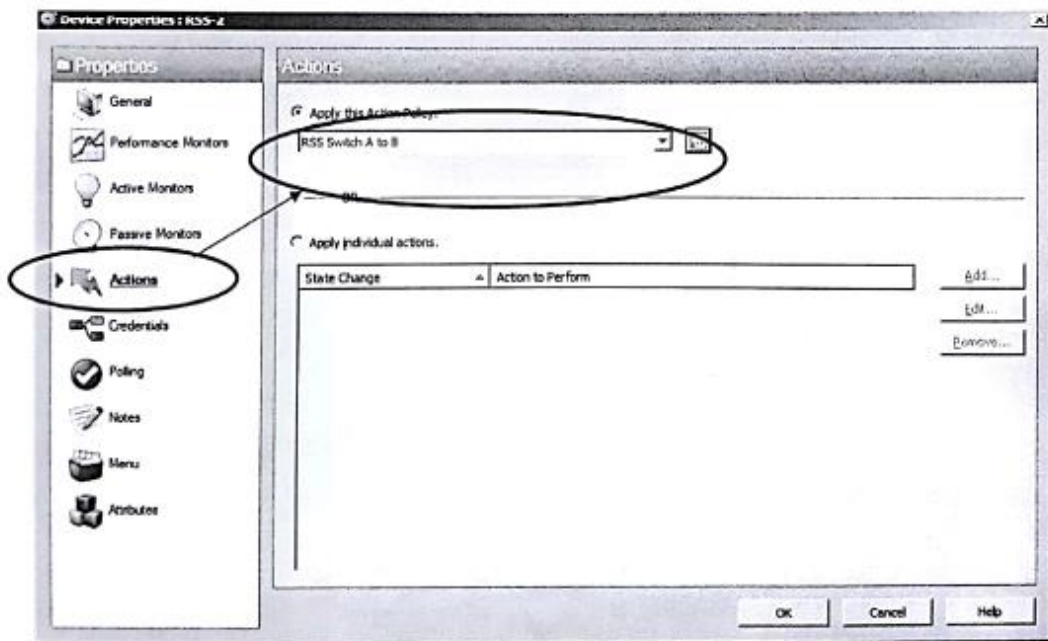 Device Properties : RSS-2
Properties
General
Performance Monitors
Active Monitors
Passive Monitors
Actions
Credentials
Polling
Notes
Menu
Attributes
Actions
Apply this Action Policy.
RSS Switch A to B
OR
Apply individual actions.
State Change
Action to Perform
Add...
Edit...
Remove...
OK
Cancel
Help